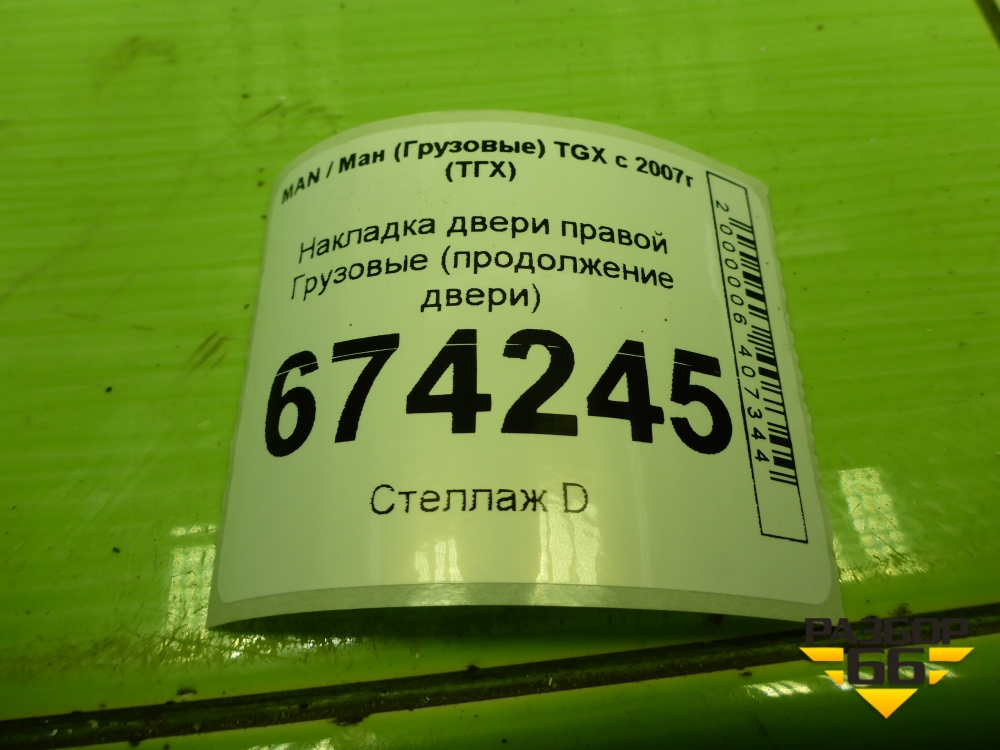 MAN / Ман (Грузовые) TGX с 2007г
(ТГХ)
Накладка двери правой
Грузовые (продолжение
двери)
674245
Стеллаж D
2000006407344
РАЗБОР
66